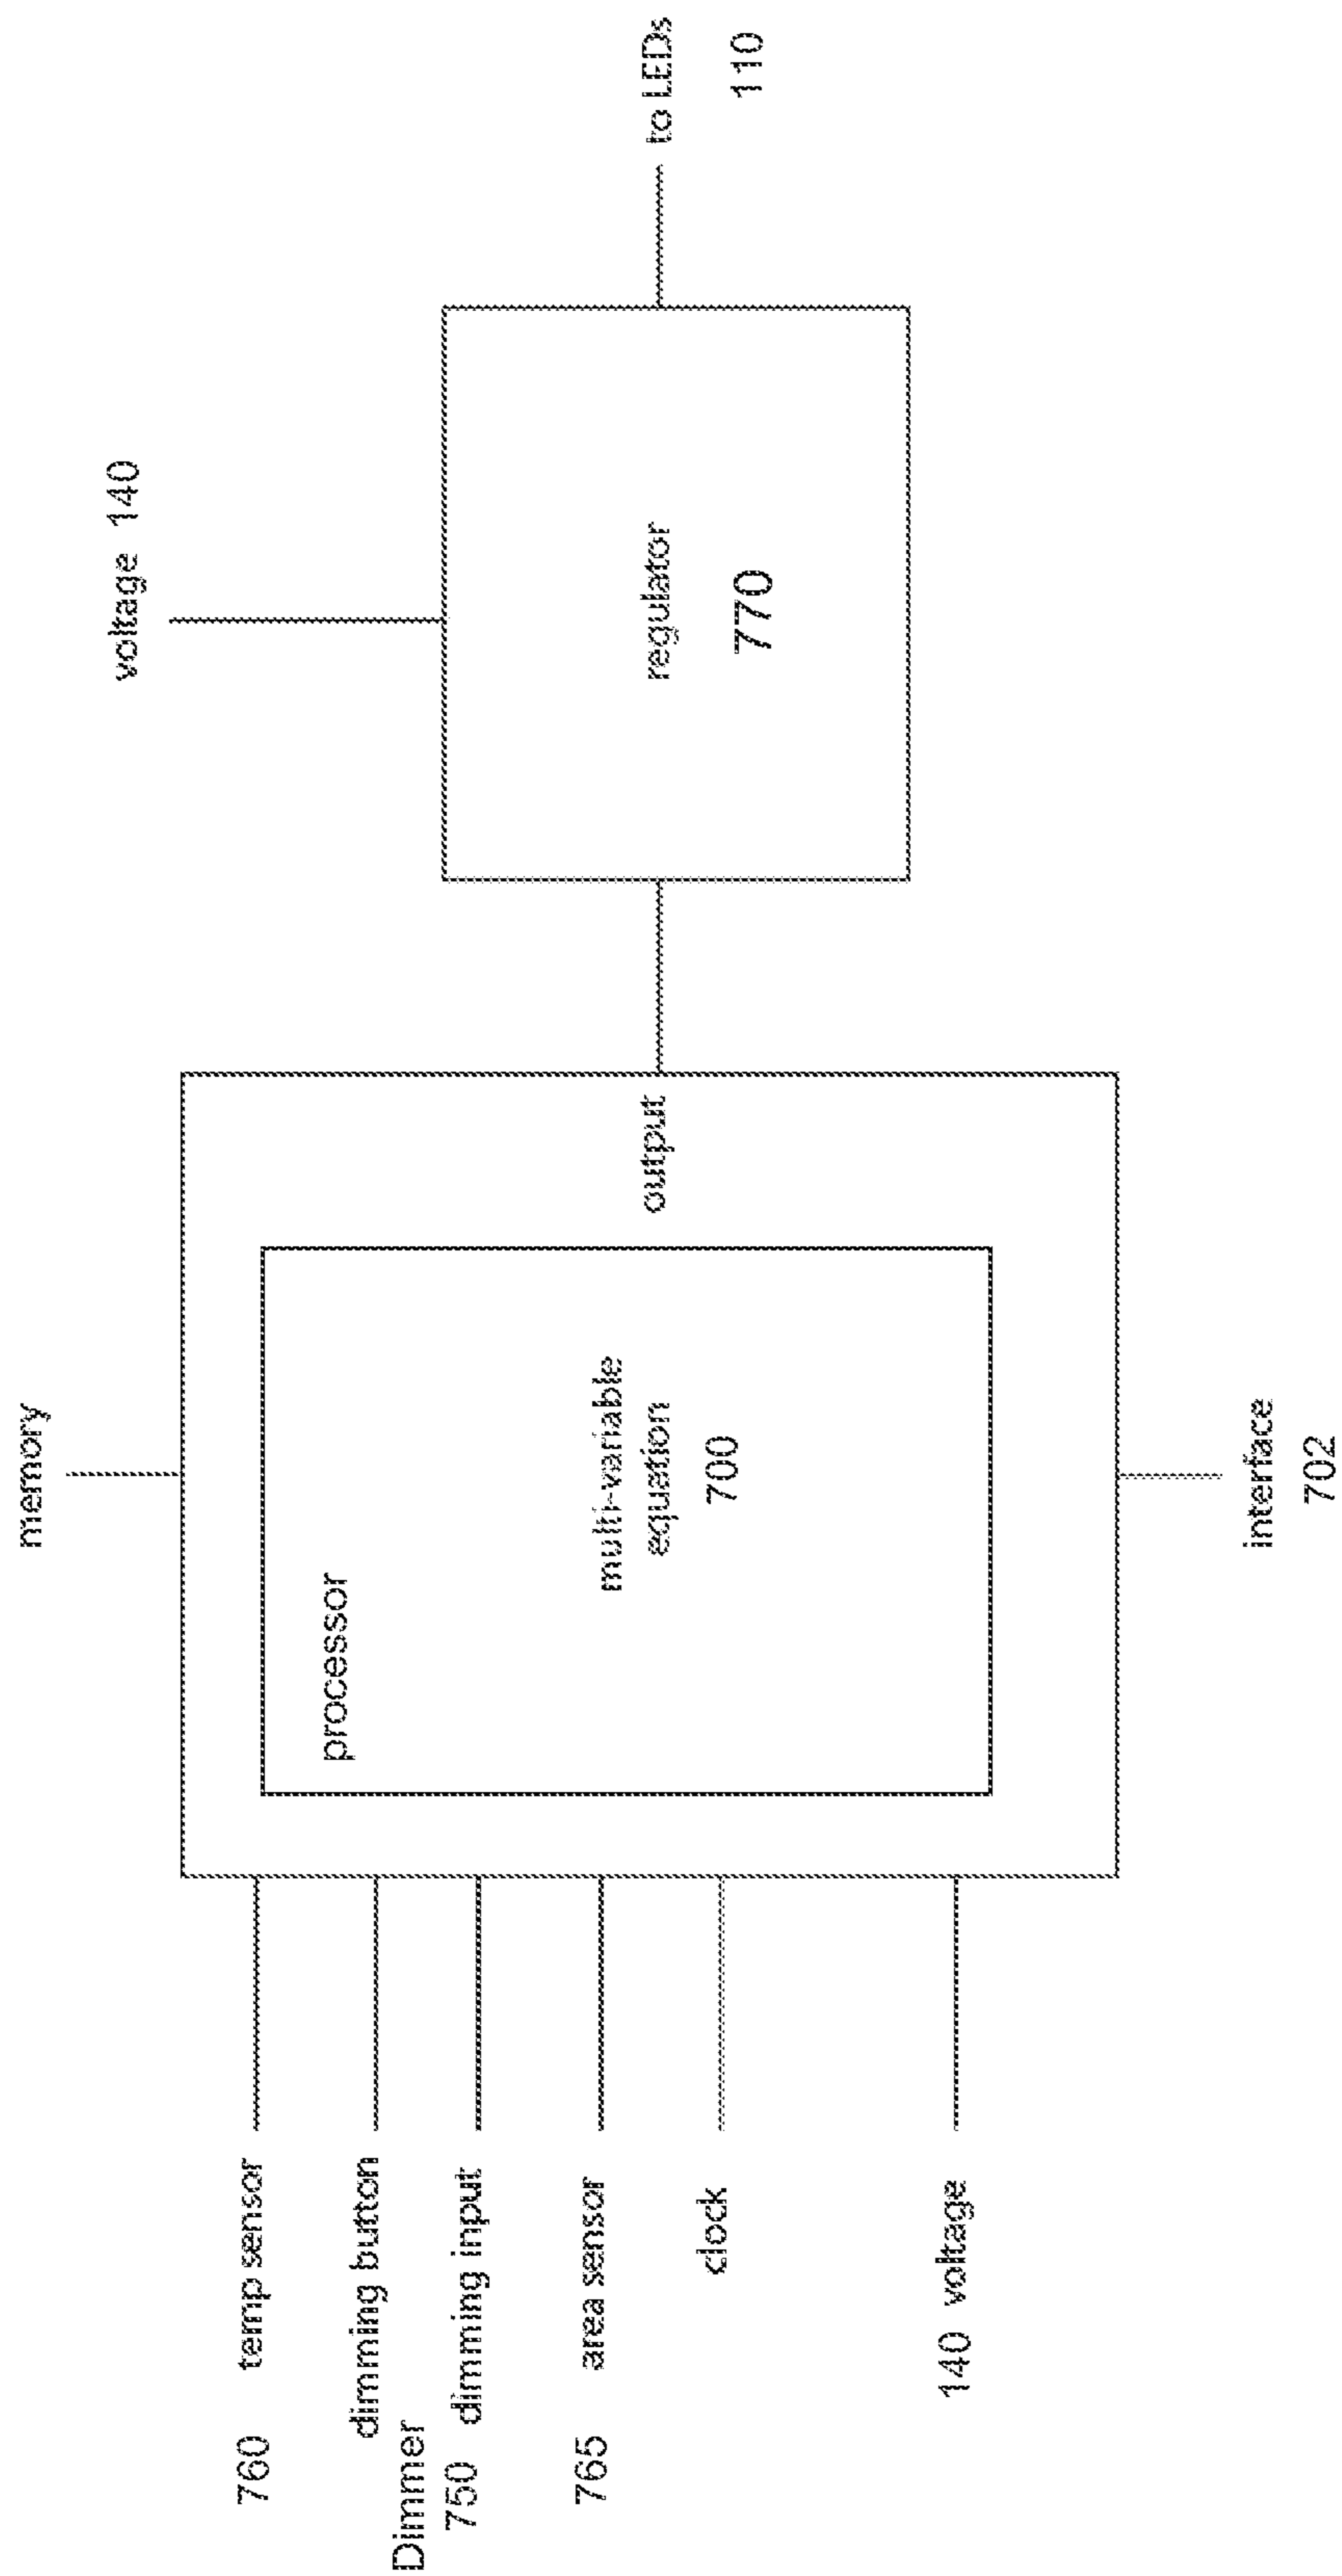 memory
760 temp sensor
dimming button
Dimmer
750 dimming input
765 area sensor
clock
140 voltage
processor
multi-variable
equation
700
output
interface
702
voltage 140
regulator
770
to LEDs
110